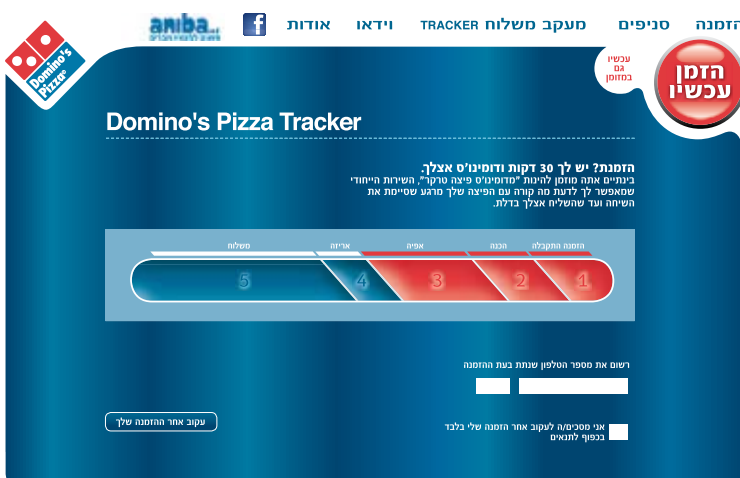 הזמנה
סניפים
מעקב משלוח TRACKER
וידאו
אודות
f
aniba
Domino's
Pizza
עכשיו
גם
במזומן
הזמן
עכשיו
Domino's Pizza Tracker
הזמנת? יש לך 30 דקות ודומינו'ס אצלך.
בינתיים אתה מוזמן להינות "מדומינו'ס פיצה טרקר", השירות הייחודי
שמאפשר לך לדעת מה קורה עם הפיצה שלך מרגע שסיימת את
השיחה ועד שהשליח אצלך בדלת.
הזמנה התקבלה
הכנה
אפיה
אריזה
משלוח
1
2
3
4
5
רשום את מספר הטלפון שנתת בעת ההזמנה
אני מסכים/ה לעקוב אחר הזמנה שלי בלבד
בכפוף לתנאים
עקוב אחר ההזמנה שלך